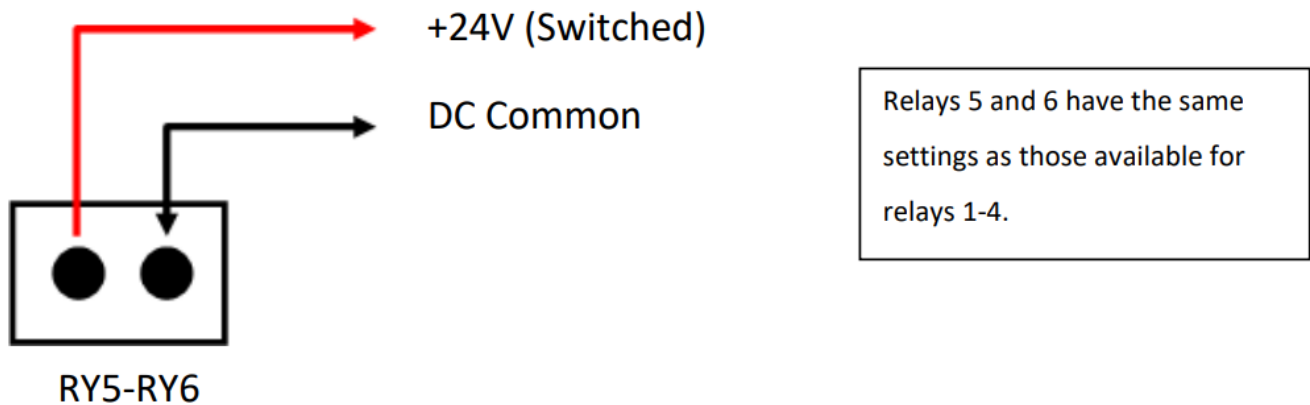 +24V (Switched)
DC Common
Relays 5 and 6 have the same
settings as those available for
relays 1-4.
RY5-RY6